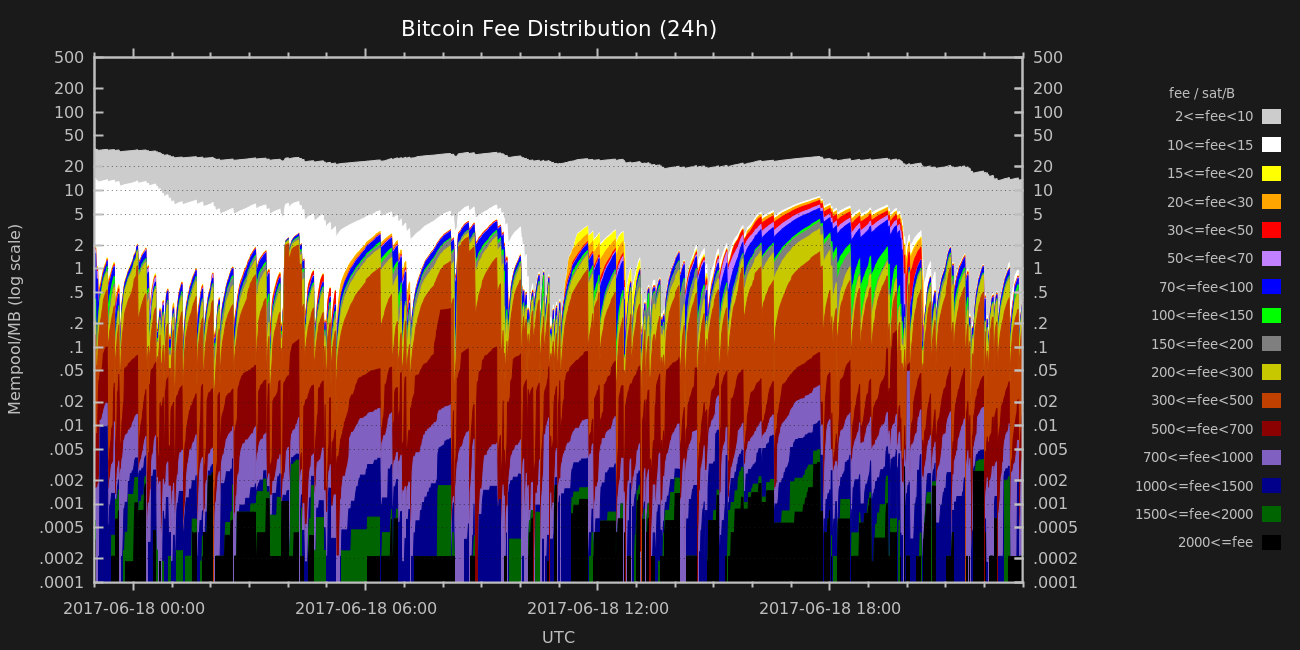 Bitcoin Fee Distribution (24h)
Mempool/MB (log scale)
500
200
100
50
20
10
5
2
1
.5
.2
.1
.05
.02
.01
.005
.002
.001
.0005
.0002
.0001
500
200
100
50
20
10
5
2
1
.5
.2
.1
.05
.02
.01
.005
.002
.001
.0005
.0002
.0001
2017-06-18 00:00 2017-06-18 06:00 2017-06-18 12:00 2017-06-18 18:00
UTC
fee / sat/B
2<=fee<10
10<=fee<15
15<=fee<20
20<=fee<30
30<=fee<50
50<=fee<70
70<=fee<100
100<=fee<150
150<=fee<200
200<=fee<300
300<=fee<500
500<=fee<700
700<=fee<1000
1000<=fee<1500
1500<=fee<2000
2000<=fee